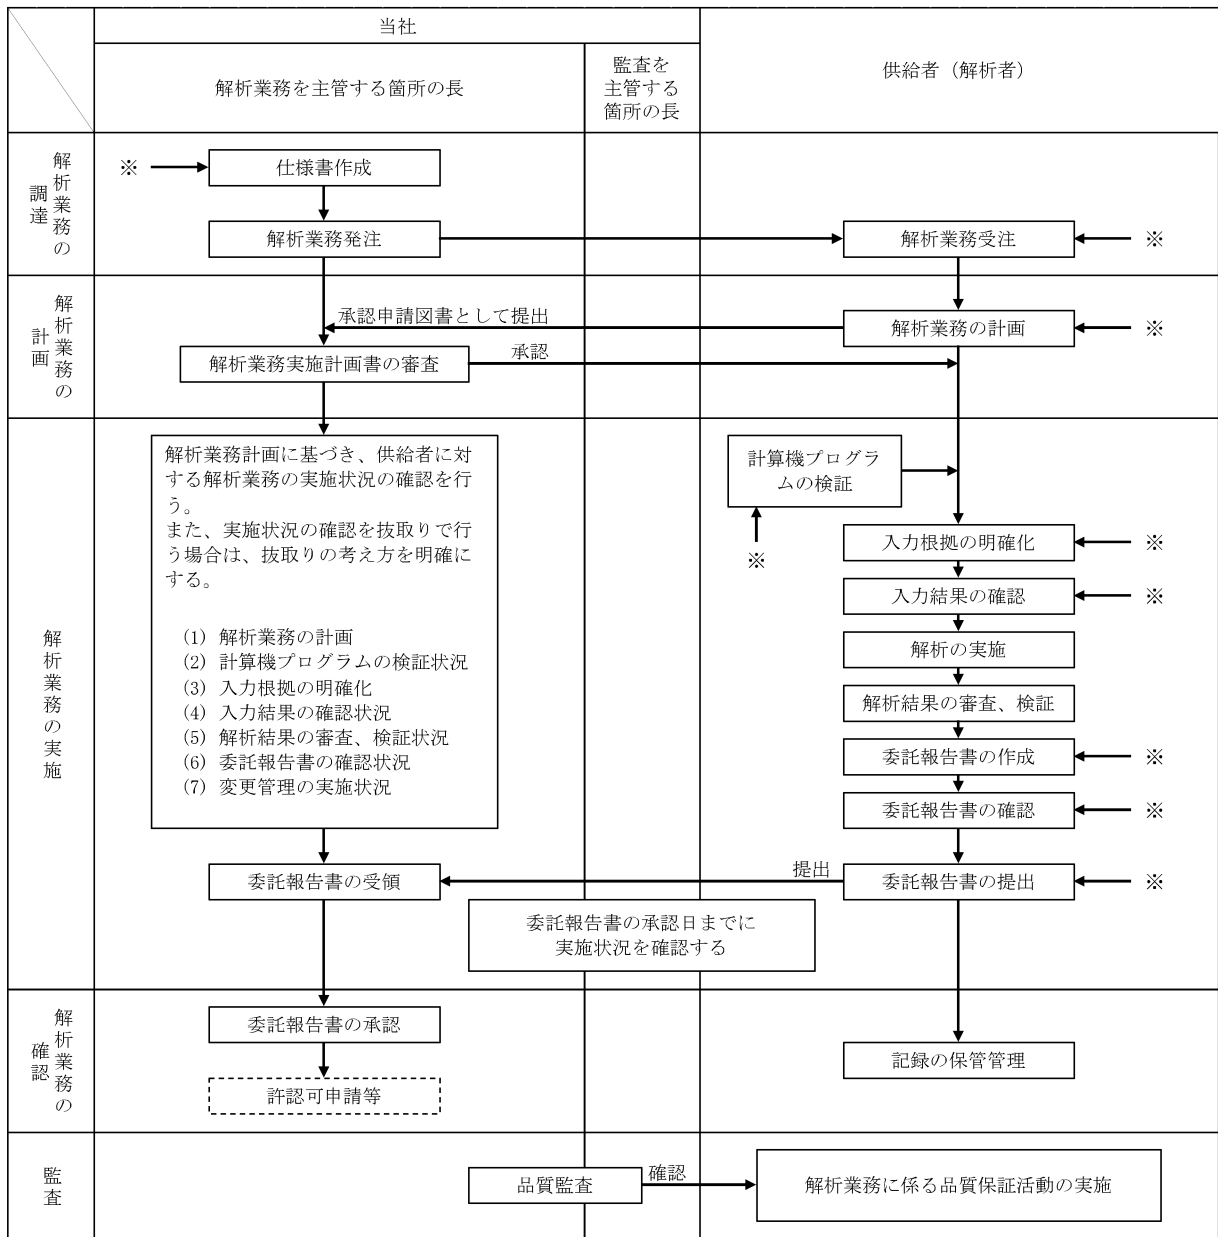 当社
解析業務を主管する箇所の長
監査を
主管する
箇所の長
供給者（解析者）
解析業務の
調達
※
仕様書作成
解析業務発注
解析業務受注
※
解析業務の
計画
承認申請図書として提出
解析業務の計画
※
解析業務実施計画書の審査
承認
解析業務の実施
解析業務計画に基づき、供給者に対
する解析業務の実施状況の確認を行
う。
また、実施状況の確認を抜取りで行
う場合は、抜取りの考え方を明確に
する。
(1) 解析業務の計画
(2) 計算機プログラムの検証状況
(3) 入力根拠の明確化
(4) 入力結果の確認状況
(5) 解析結果の審査、検証状況
(6) 委託報告書の確認状況
(7) 変更管理の実施状況
計算機プログラ
ムの検証
※
入力根拠の明確化
※
入力結果の確認
※
解析の実施
解析結果の審査、検証
委託報告書の作成
※
委託報告書の確認
※
委託報告書の受領
提出
委託報告書の提出
※
委託報告書の承認日までに
実施状況を確認する
解析業務の
確認
委託報告書の承認
許認可申請等
記録の保管管理
監査
品質監査
確認
解析業務に係る品質保証活動の実施